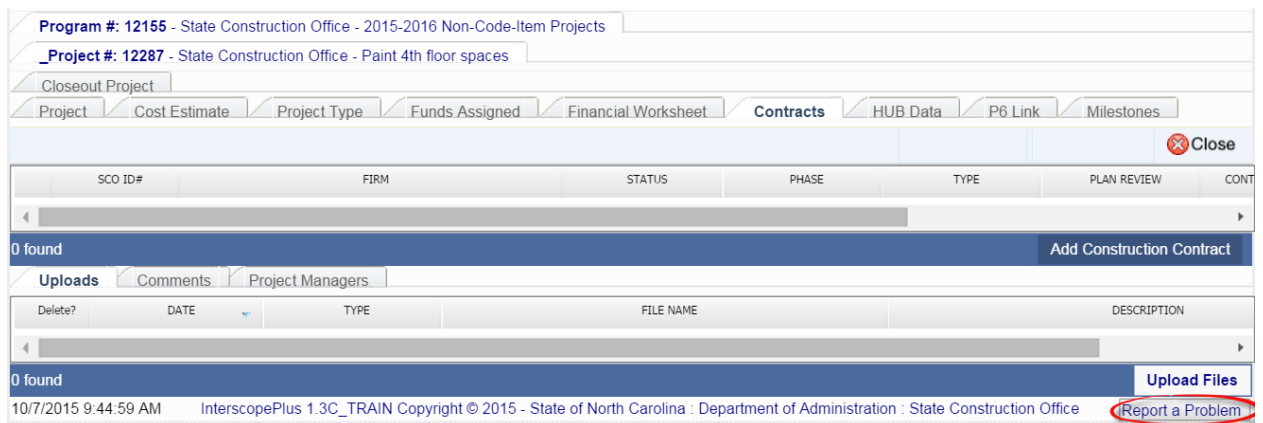 Program #: 12155 - State Construction Office - 2015-2016 Non-Code-Item Projects
_Project #: 12287 - State Construction Office - Paint 4th floor spaces
Closeout Project
Project Cost Estimate Project Type Funds Assigned Financial Worksheet Contracts HUB Data P6 Link Milestones
Close
SCO ID# FIRM STATUS PHASE TYPE PLAN REVIEW CONT
0 found Add Construction Contract
Uploads Comments Project Managers
Delete? DATE TYPE FILE NAME DESCRIPTION
0 found Upload Files
10/7/2015 9:44:59 AM InterscopePlus 1.3C_TRAIN Copyright © 2015 - State of North Carolina : Department of Administration : State Construction Office Report a Problem